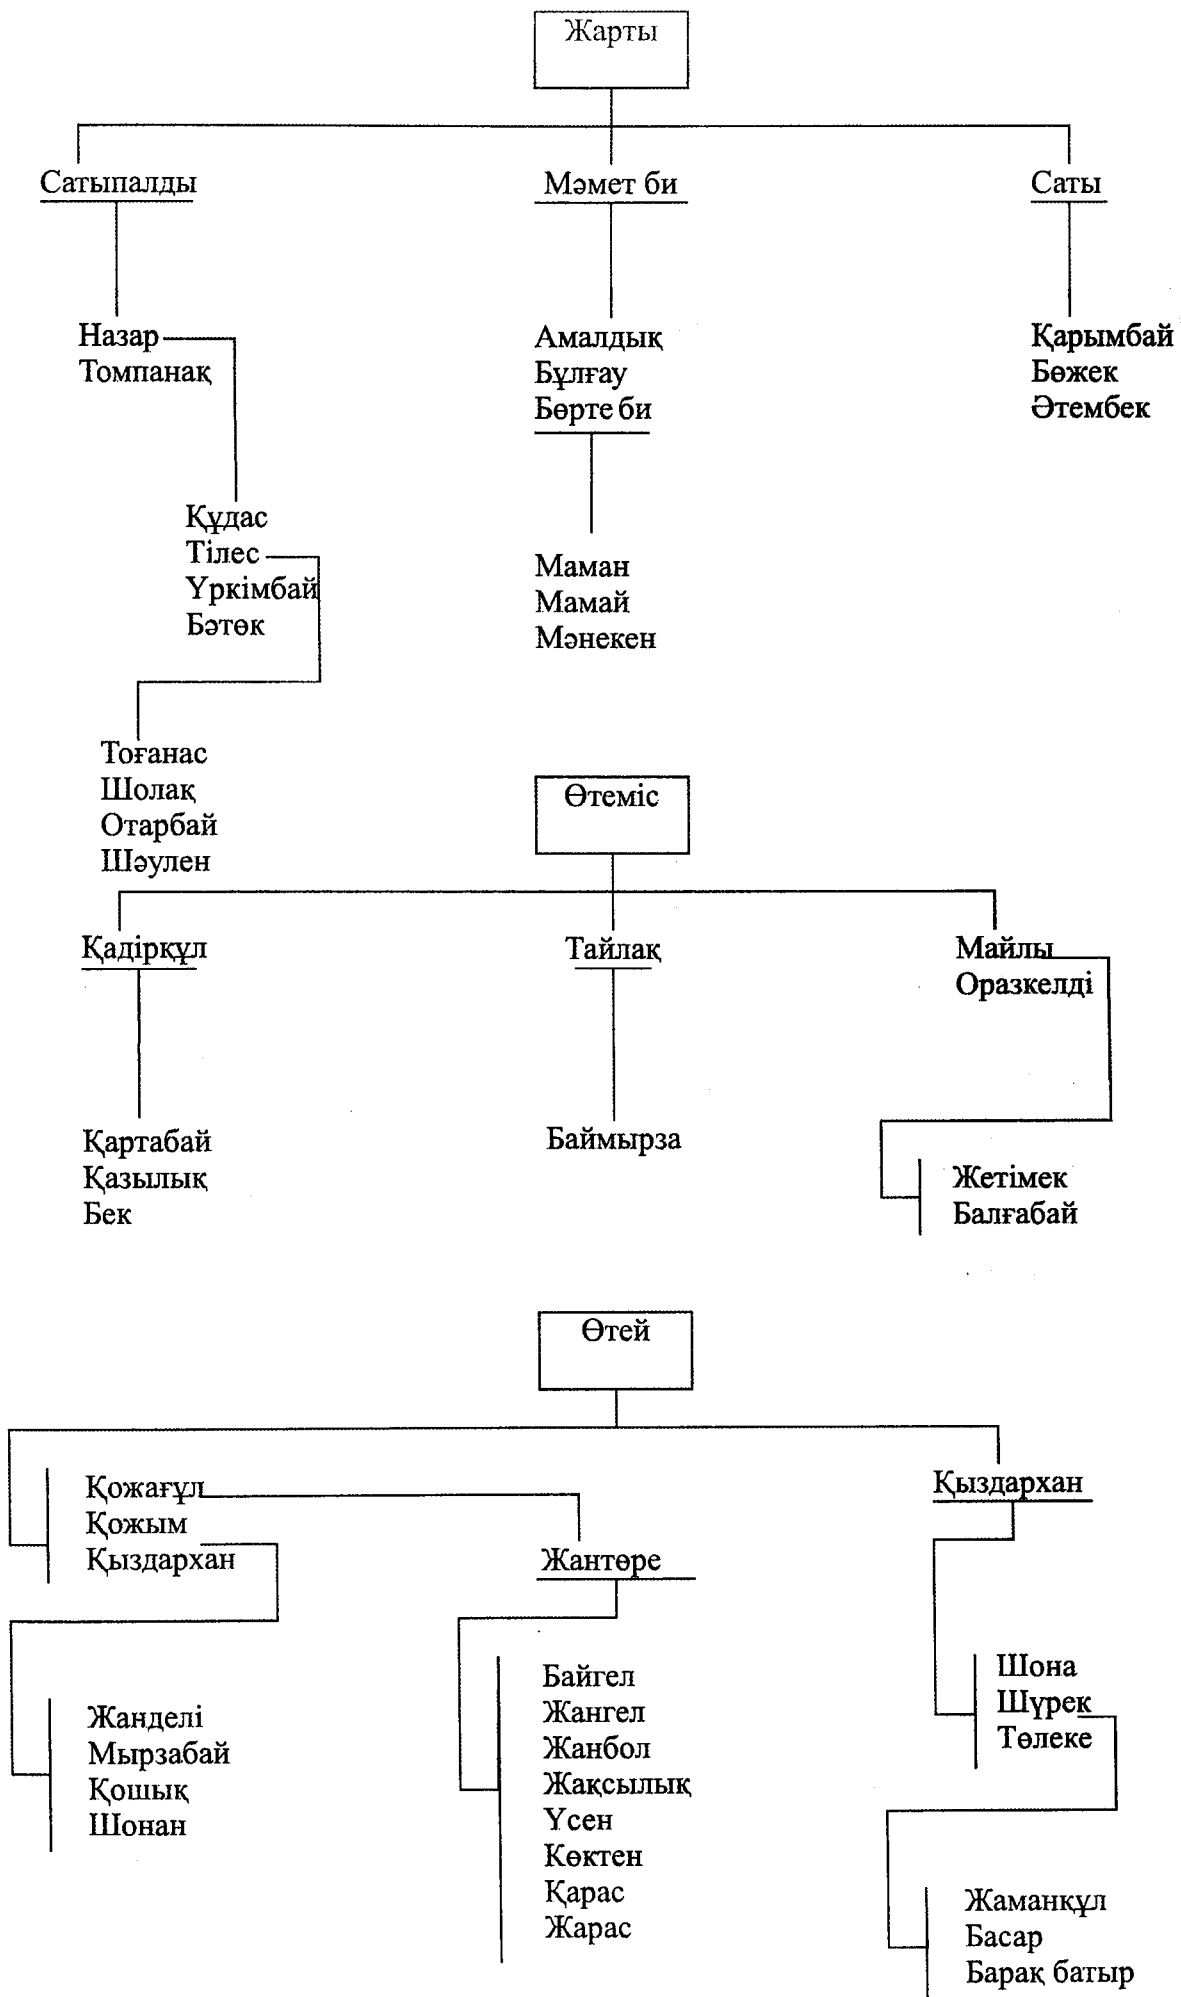 Жарты
Сатыпалды
Мәмет би
Саты
Назар
Томпанақ
Амалдық
Бұлғау
Бөрте би
Қарымбай
Бөжек
Әтембек
Құдас
Тілес
Үркімбай
Бәтөк
Маман
Мамай
Мәнекен
Тоғанас
Шолақ
Отарбай
Шәулен
Өтеміс
Қадірқұл
Тайлақ
Майлы
Оразкелді
Қартабай
Қазылық
Бек
Баймырза
Жетімек
Балғабай
Өтей
Қожағұл
Қожым
Қыздархан
Жантөре
Қыздархан
Жанделі
Мырзабай
Қошық
Шонан
Байгел
Жангел
Жанбол
Жақсылық
Үсен
Көктен
Қарас
Жарас
Шона
Шүрек
Төлеке
Жаманқұл
Басар
Барақ батыр